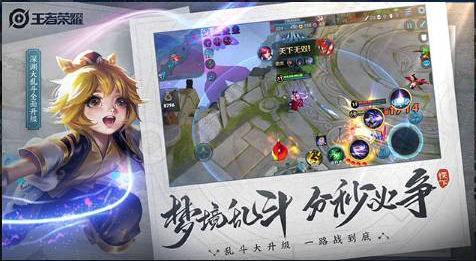 王者荣耀
深渊大乱斗全面升级
天下无双!
梦境乱斗 分秒必争
乱斗大升级 一路战到底